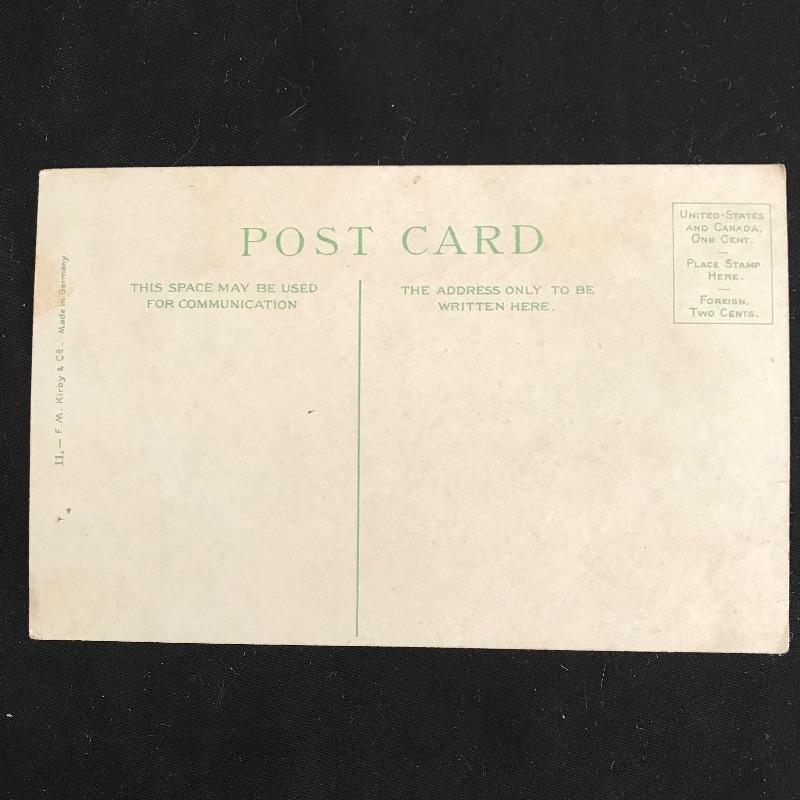 POST CARD
THIS SPACE MAY BE USED
FOR COMMUNICATION
THE ADDRESS ONLY TO BE
WRITTEN HERE.
UNITED-STATES
AND CANADA,
ONE CENT.
PLACE STAMP
HERE.
FOREIGN,
TWO CENTS.
11.— F.M. Kirby & Co. Made in Germany